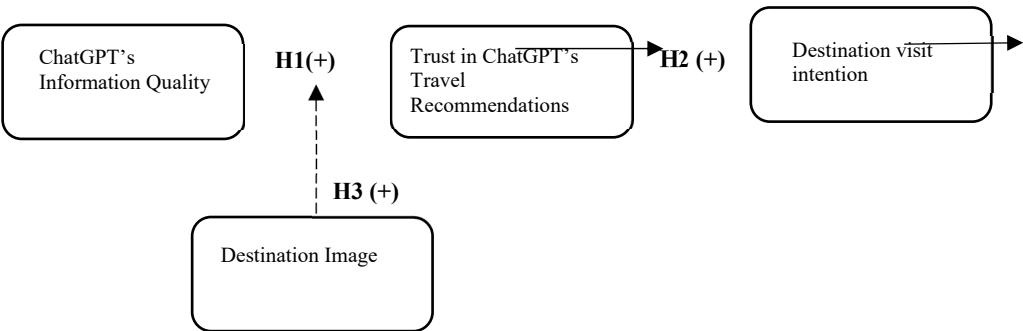 ChatGPT’s
Information Quality
H1(+)
Trust in ChatGPT’s
Travel
Recommendations
H2 (+)
Destination visit
intention
H3 (+)
Destination Image